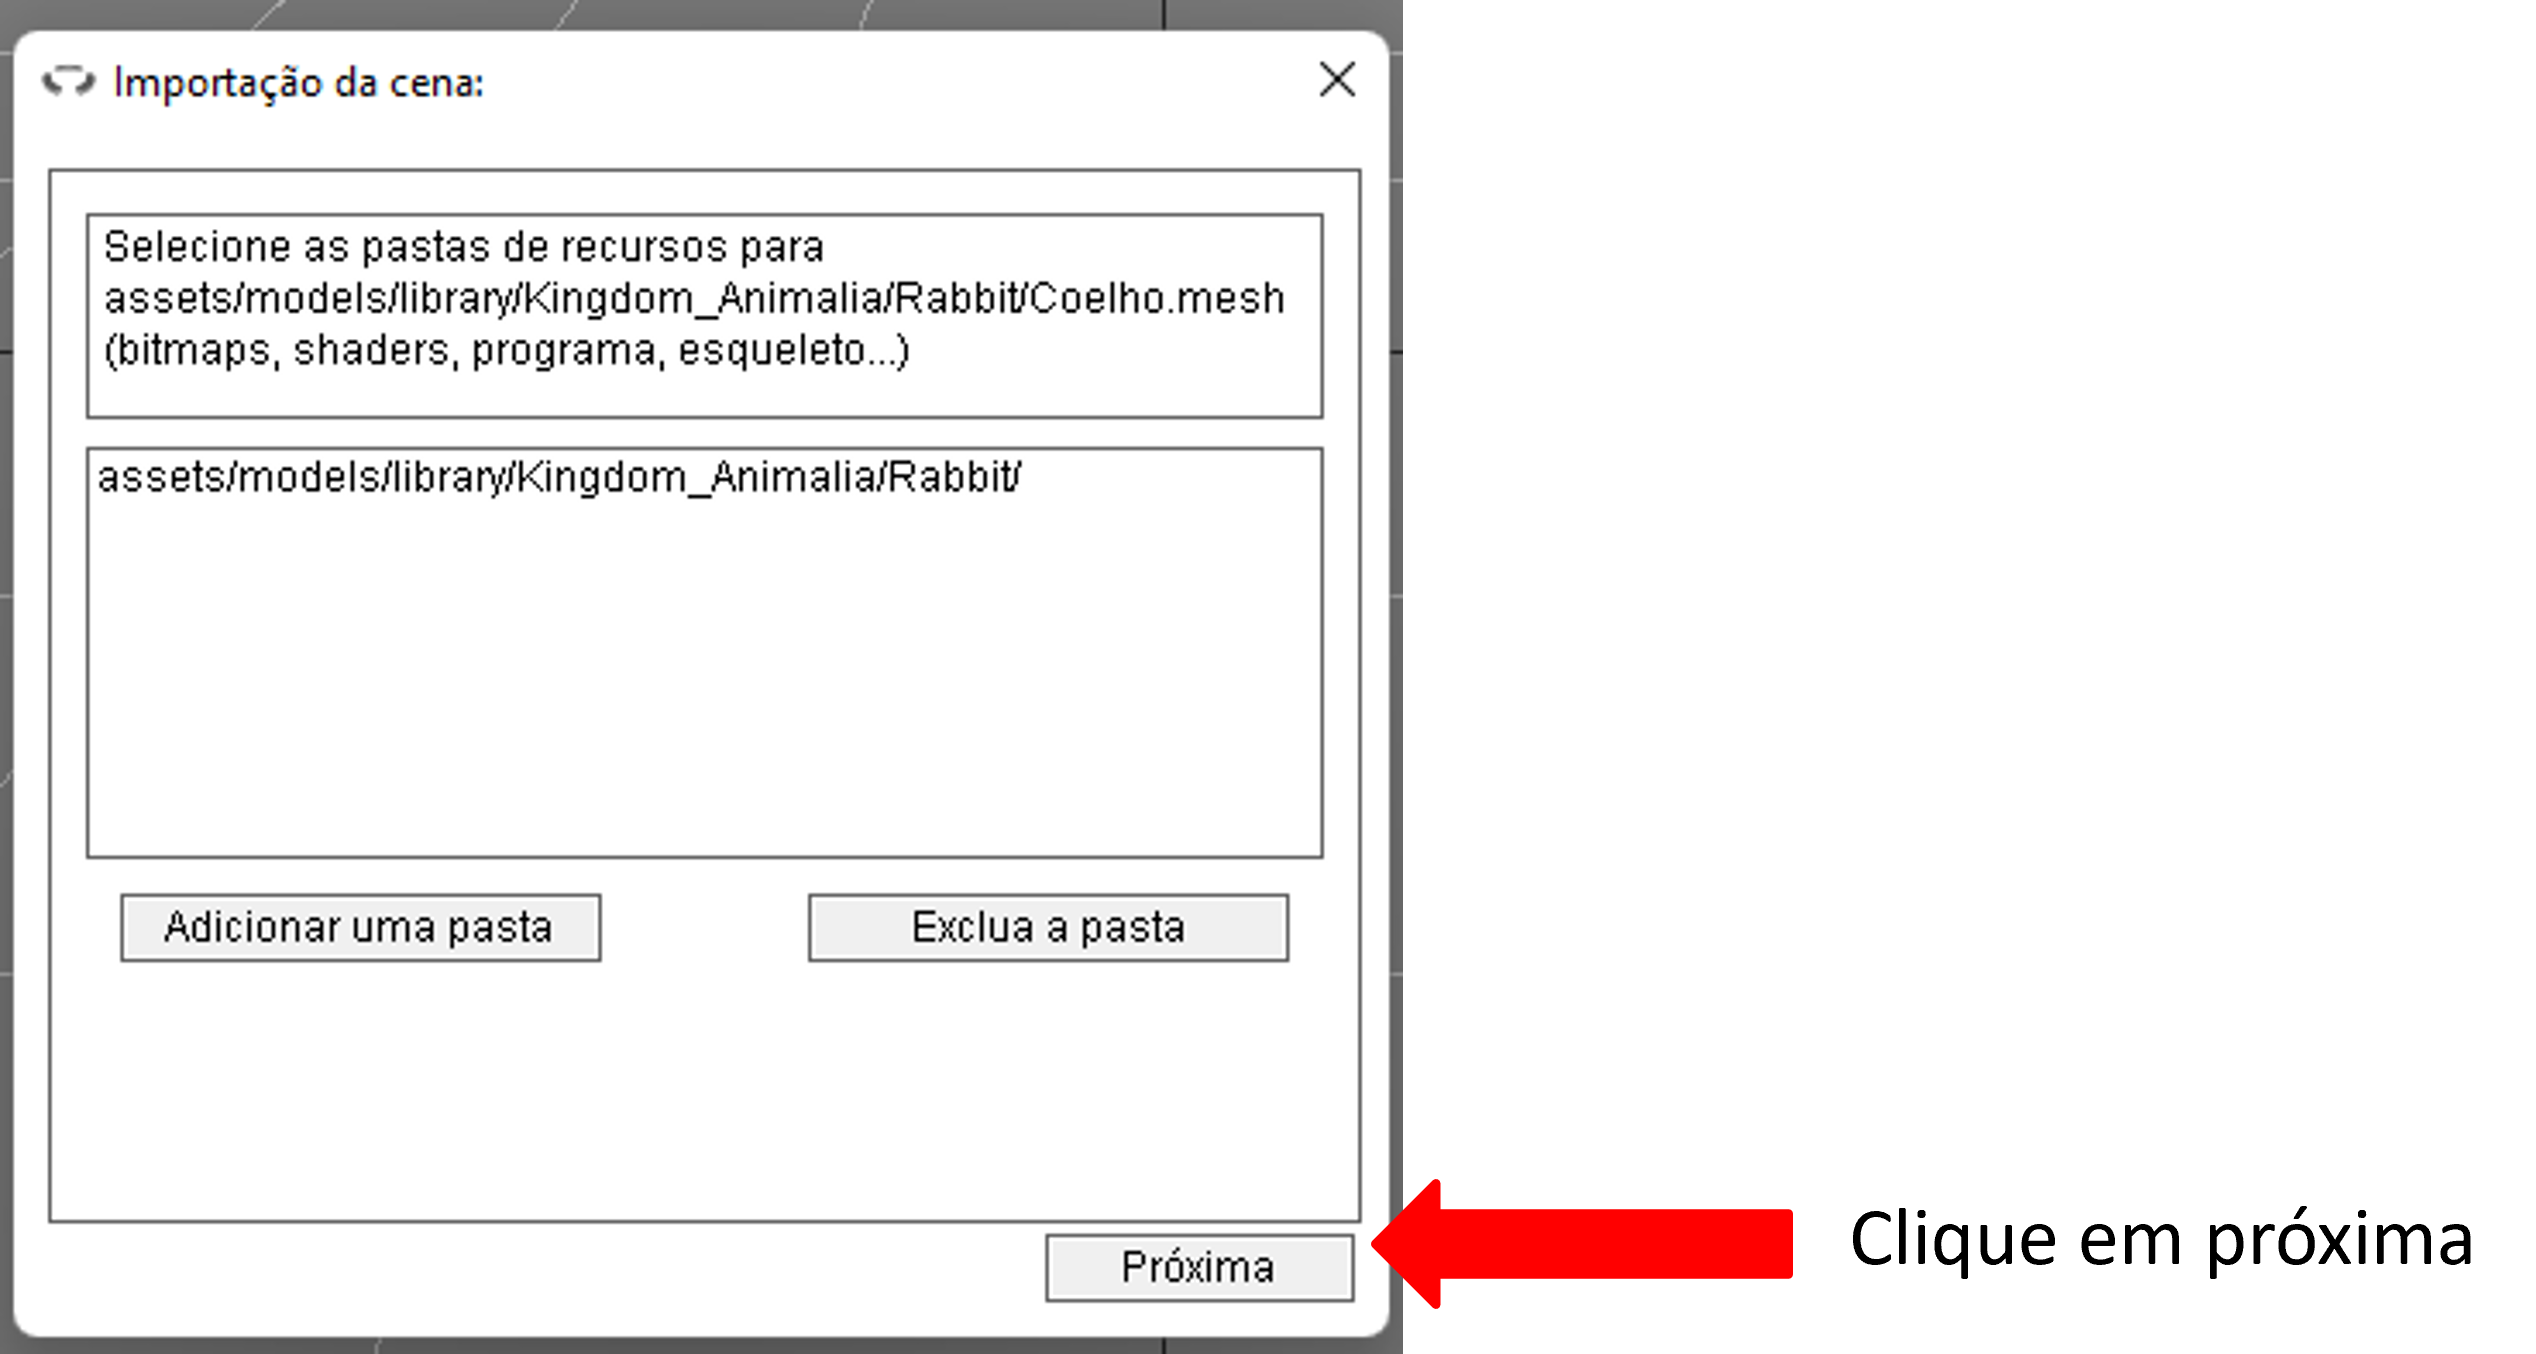 Importação da cena:
Selecione as pastas de recursos para
assets/models/library/Kingdom_Animalia/Rabbit/Coelho.mesh
(bitmaps, shaders, programa, esqueleto...)
assets/models/library/Kingdom_Animalia/Rabbit/
Adicionar uma pasta
Exclua a pasta
Próxima
Clique em próxima